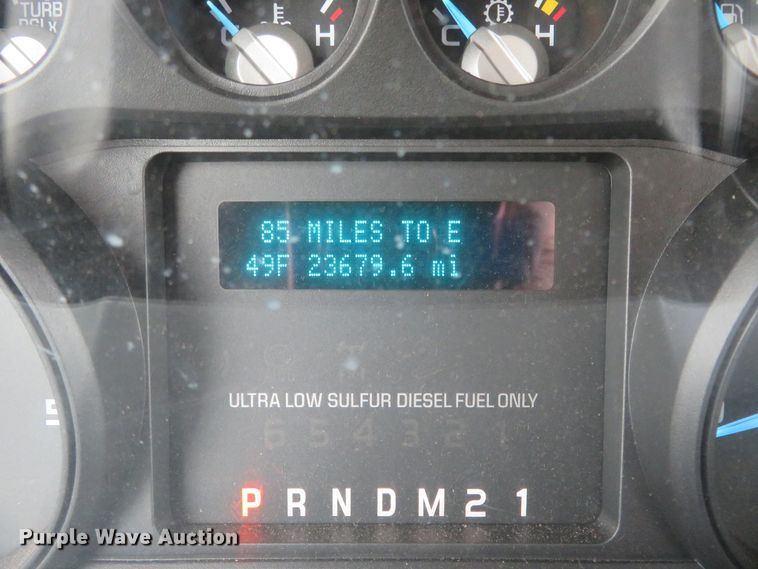 TURB
C H
C H
85 MILES TO E
49F 23679.6 mi
ULTRA LOW SULFUR DIESEL FUEL ONLY
6 5 4 3 2 1
P R N D M 2 1
5
Purple Wave Auction